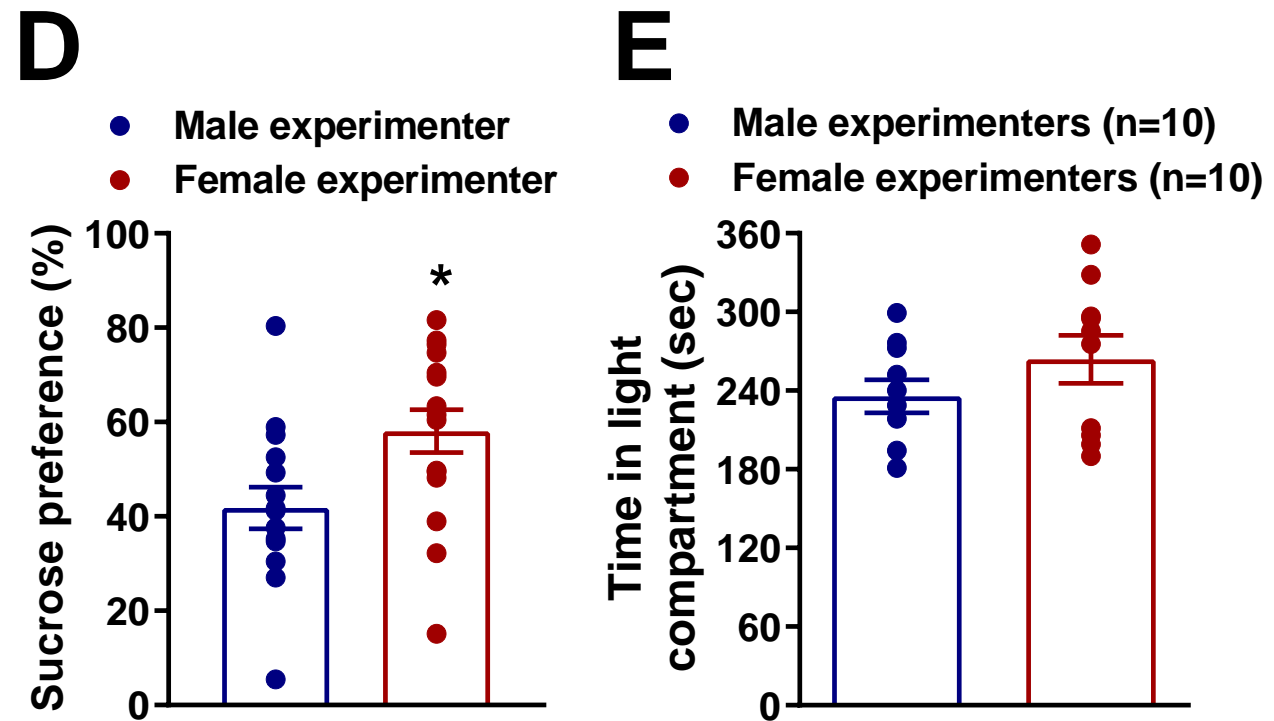 D
Male experimenter
Female experimenter
Sucrose preference (%)
100
80
60
40
20
0
*
E
Male experimenters (n=10)
Female experimenters (n=10)
Time in light
compartment (sec)
360
300
240
180
120
60
0